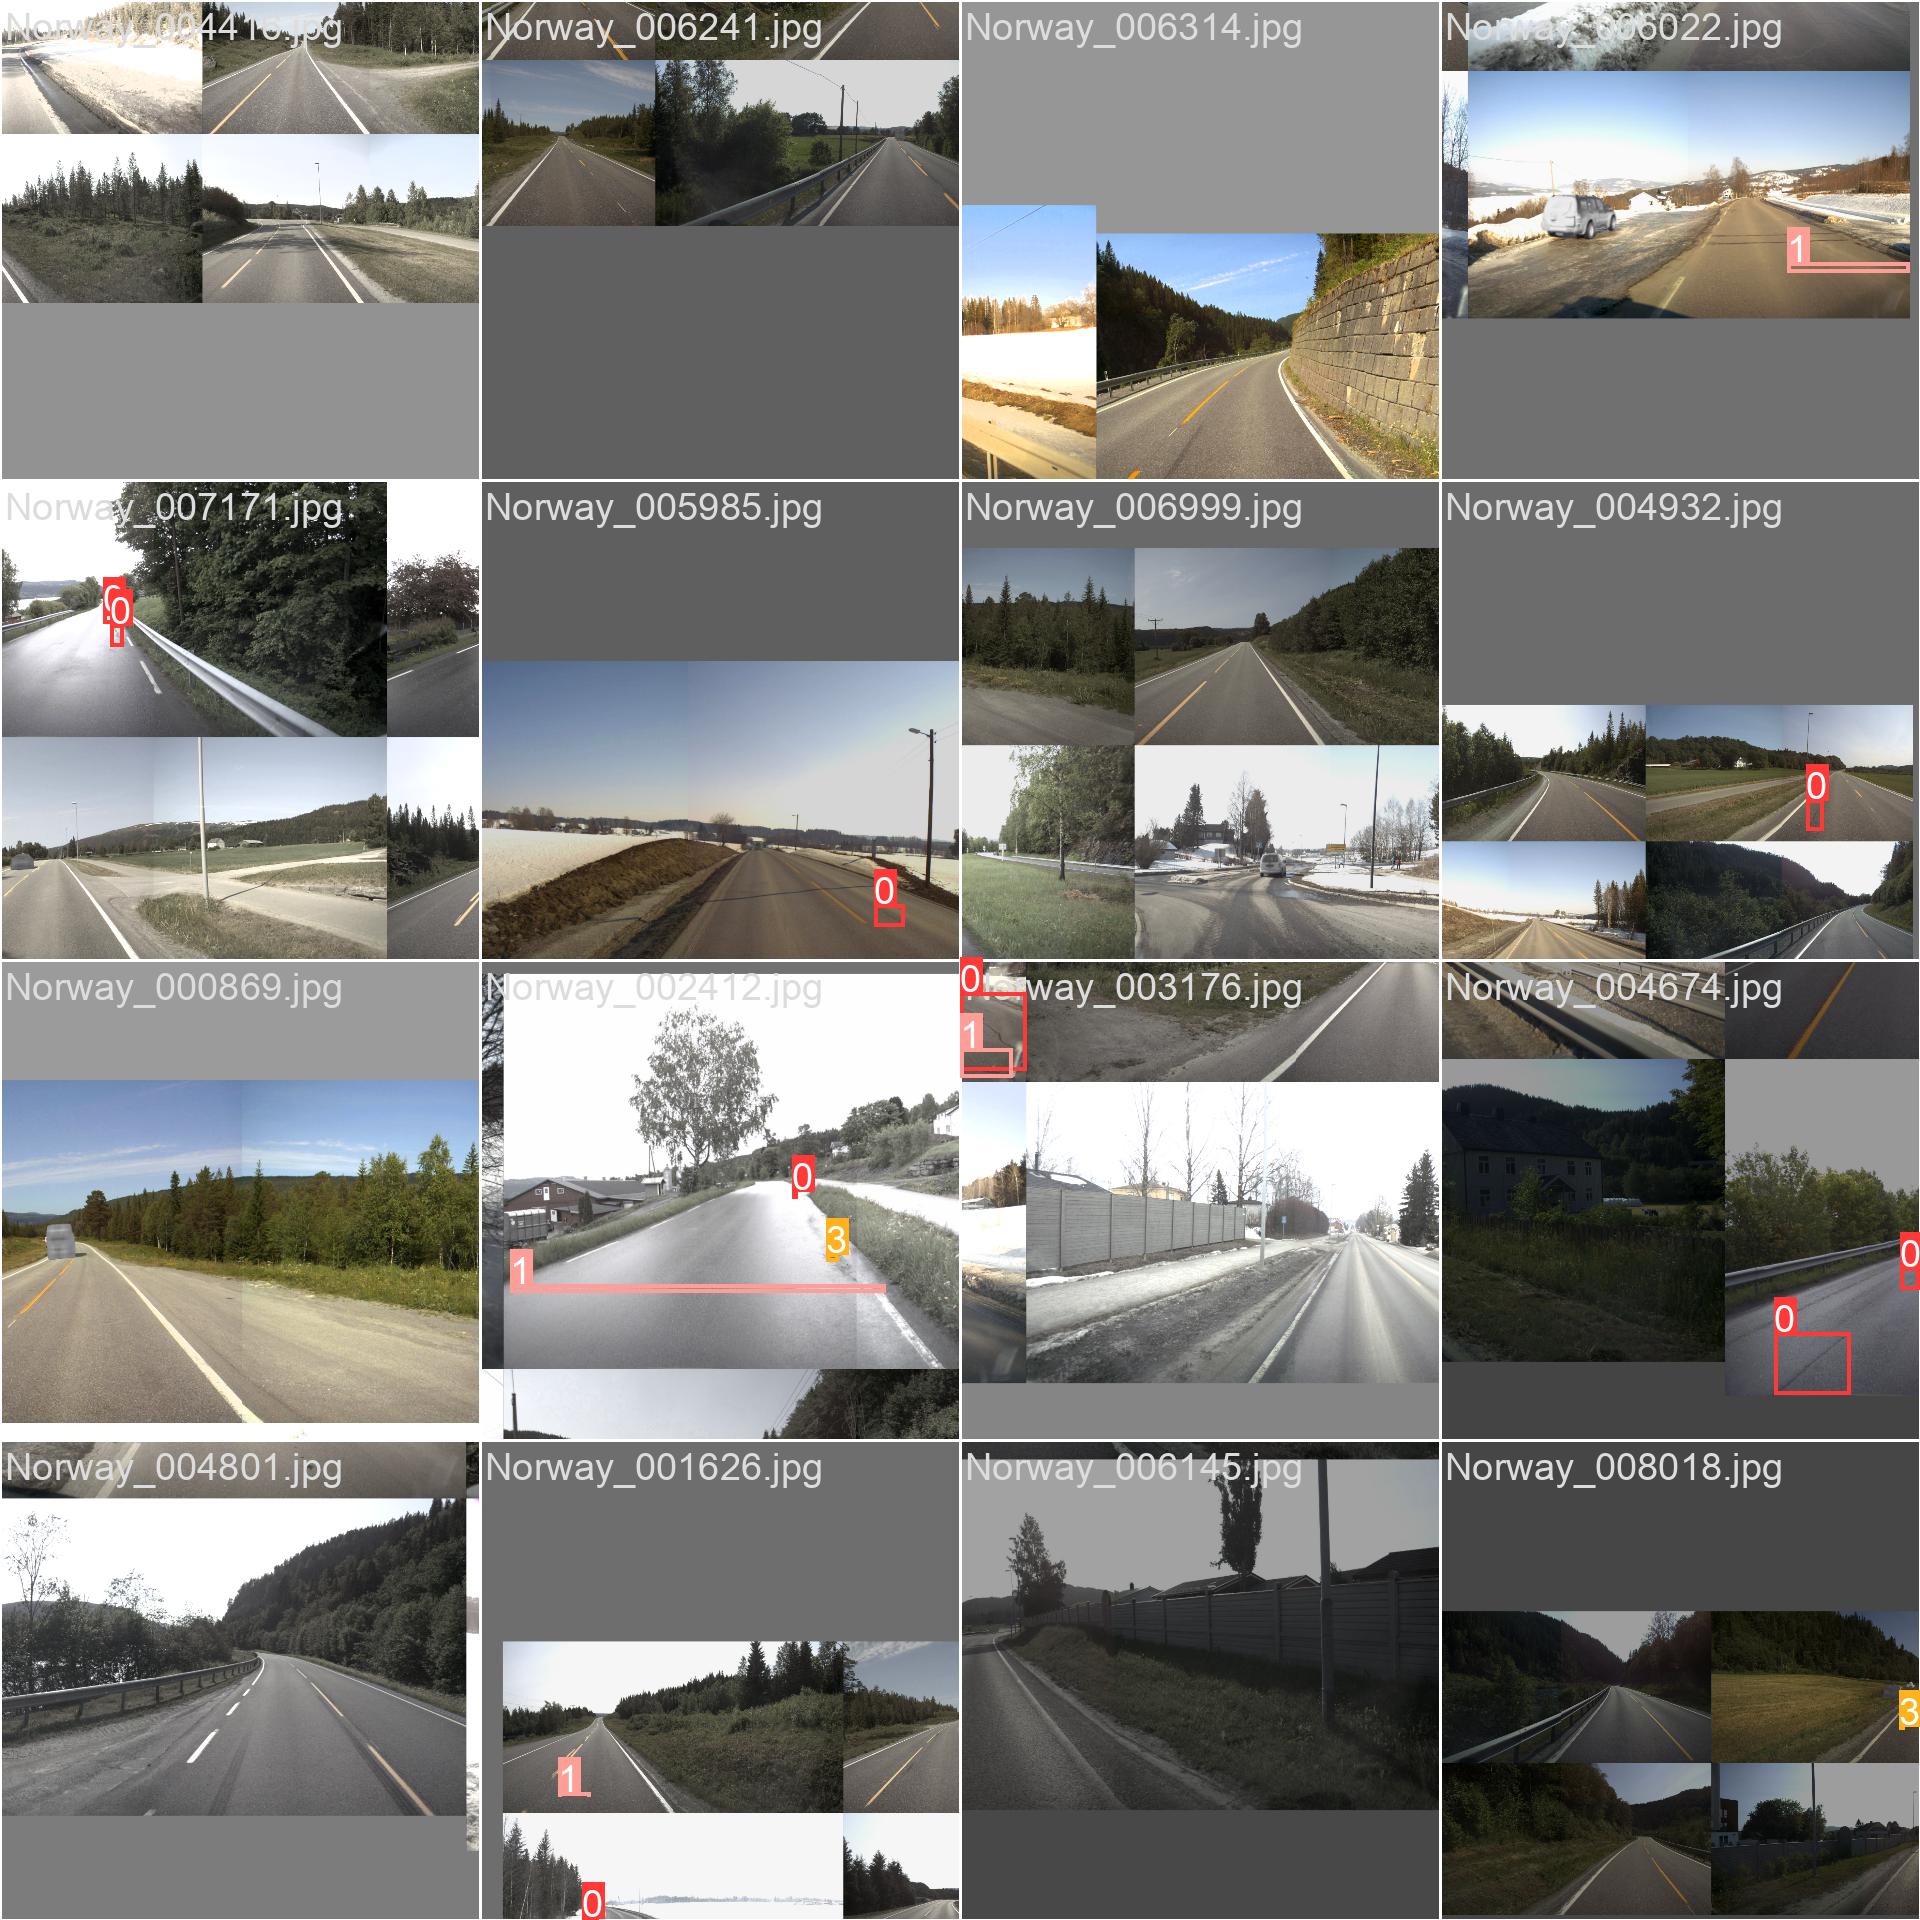 Norway_004416.jpg
Norway_006241.jpg
Norway_006314.jpg
Norway_006022.jpg
1
Norway_007171.jpg
0
0
Norway_005985.jpg
0
Norway_006999.jpg
Norway_004932.jpg
0
Norway_000869.jpg
Norway_002412.jpg
0
3
1
Norway_003176.jpg
0
1
Norway_004674.jpg
0
0
Norway_004801.jpg
Norway_001626.jpg
1
0
Norway_006145.jpg
Norway_008018.jpg
3